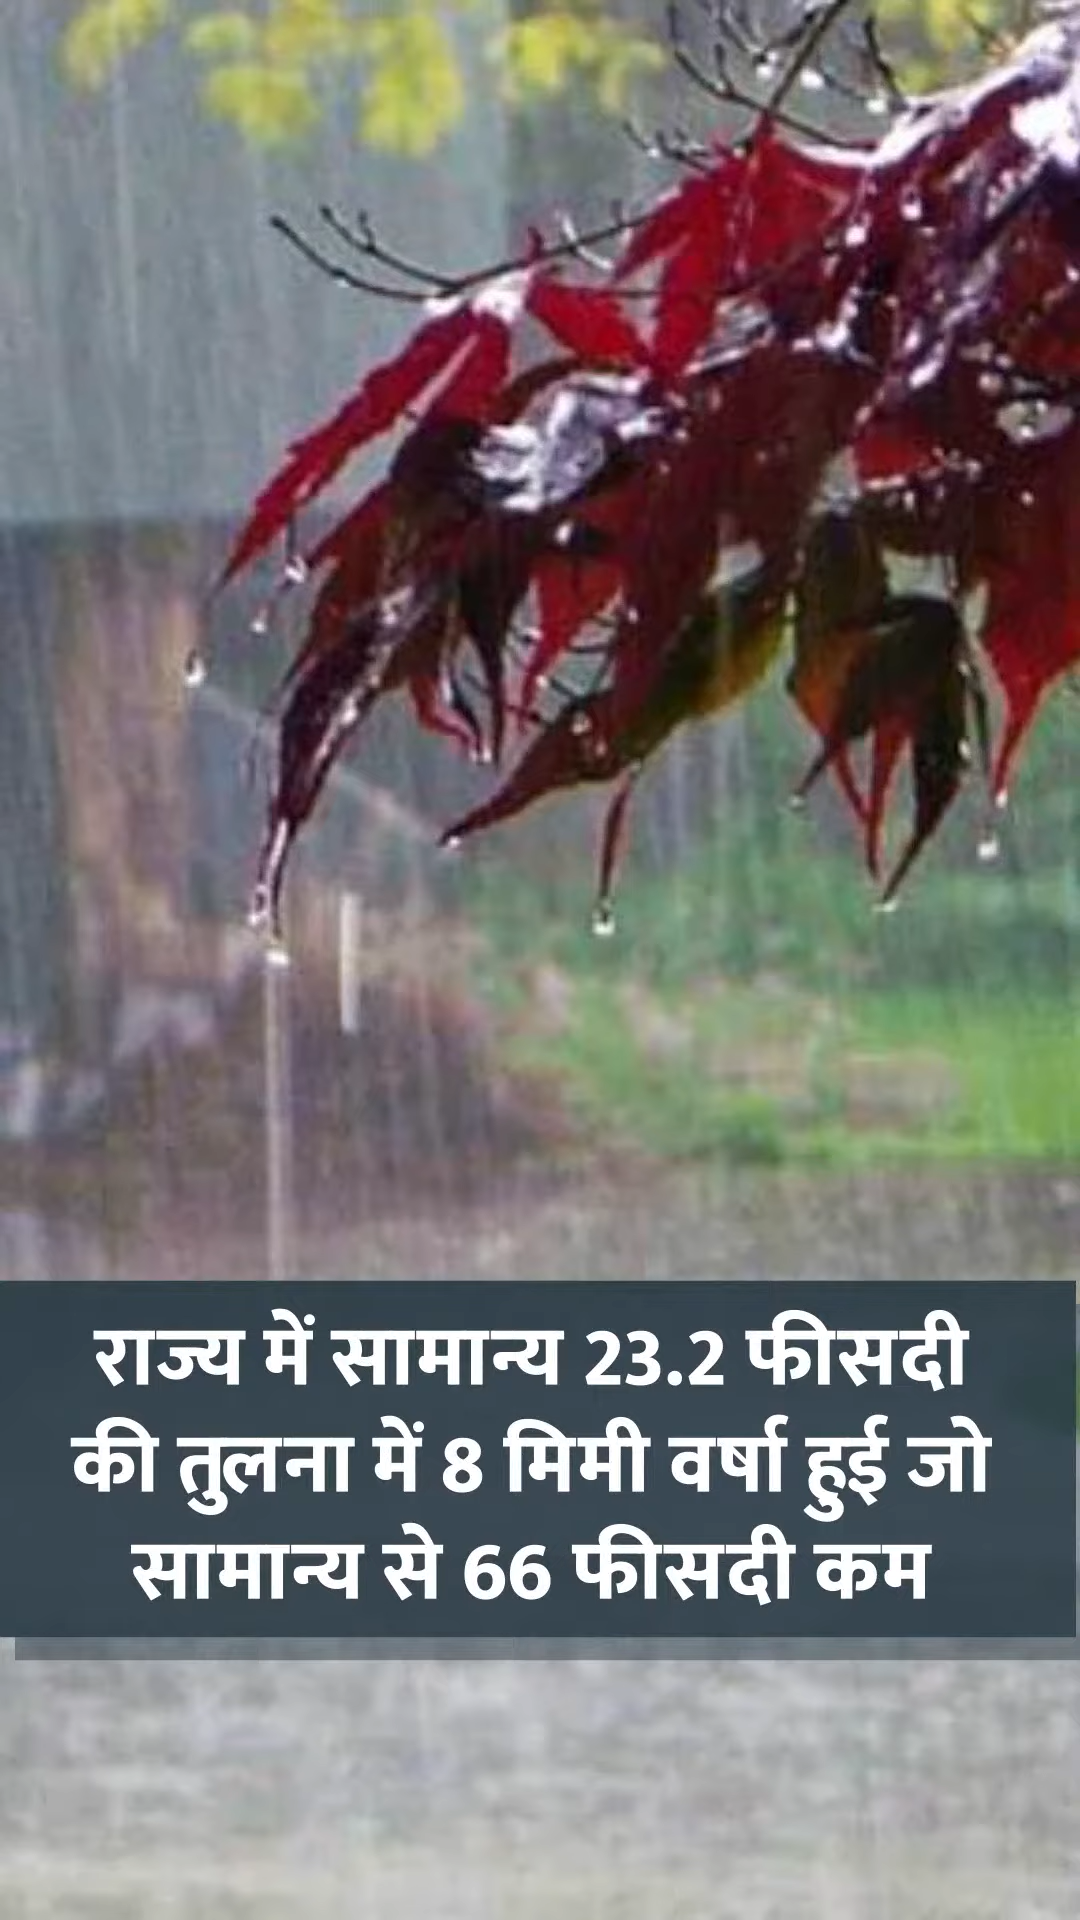 राज्य में सामान्य 23.2 फीसदी
की तुलना में 8 मिमी वर्षा हुई जो
सामान्य से 66 फीसदी कम